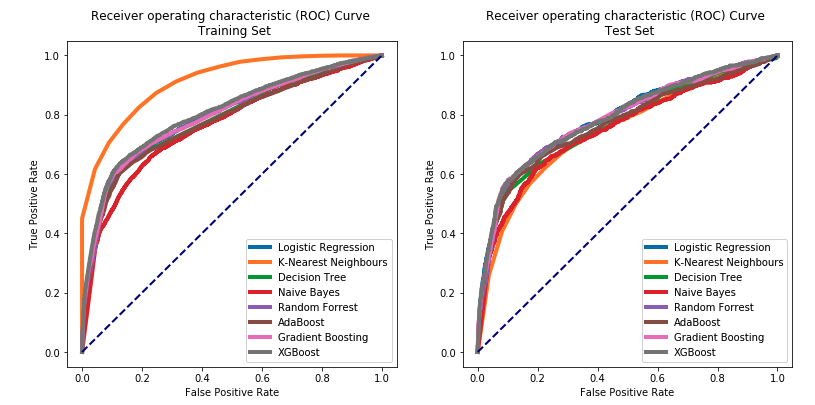 Receiver operating characteristic (ROC) Curve
Training Set
True Positive Rate
1.0
0.8
0.6
0.4
0.2
0.0
0.0 0.2 0.4 0.6 0.8 1.0
False Positive Rate
Logistic Regression
K-Nearest Neighbours
Decision Tree
Naive Bayes
Random Forrest
AdaBoost
Gradient Boosting
XGBoost
Receiver operating characteristic (ROC) Curve
Test Set
True Positive Rate
1.0
0.8
0.6
0.4
0.2
0.0
0.0 0.2 0.4 0.6 0.8 1.0
False Positive Rate
Logistic Regression
K-Nearest Neighbours
Decision Tree
Naive Bayes
Random Forrest
AdaBoost
Gradient Boosting
XGBoost